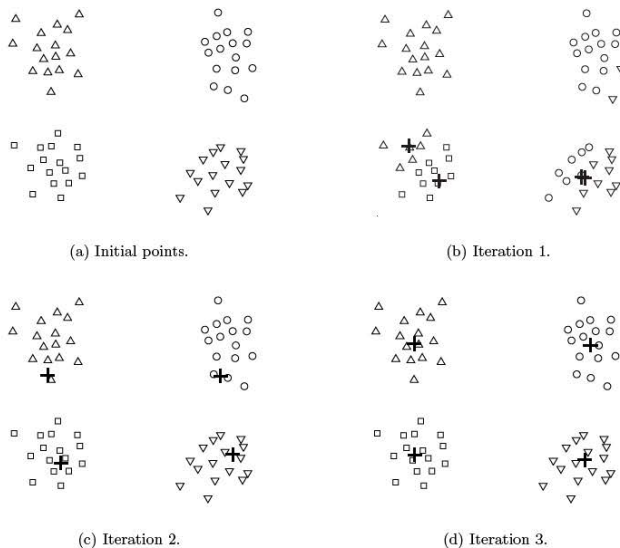 (a) Initial points.
(b) Iteration 1.
(c) Iteration 2.
(d) Iteration 3.